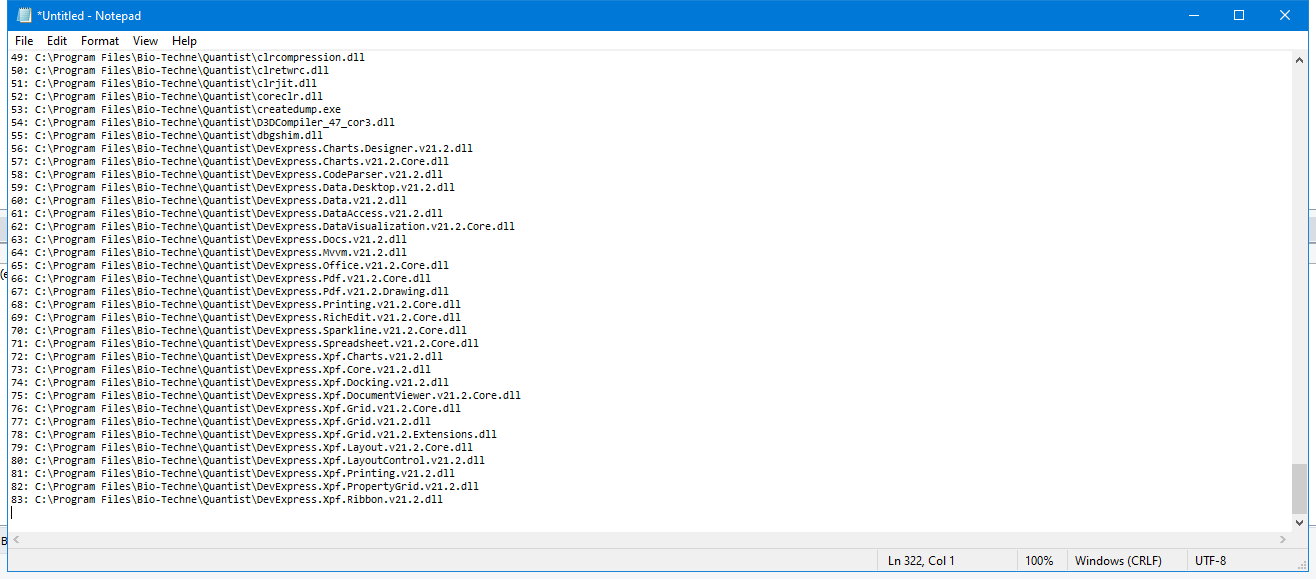 *Untitled - Notepad
File Edit Format View Help
49: C:\Program Files\Bio-Techne\Quantist\clrcompression.dll
50: C:\Program Files\Bio-Techne\Quantist\clretwrc.dll
51: C:\Program Files\Bio-Techne\Quantist\clrjit.dll
52: C:\Program Files\Bio-Techne\Quantist\coreclr.dll
53: C:\Program Files\Bio-Techne\Quantist\createdump.exe
54: C:\Program Files\Bio-Techne\Quantist\D3DCompiler_47_cor3.dll
55: C:\Program Files\Bio-Techne\Quantist\dbgshim.dll
56: C:\Program Files\Bio-Techne\Quantist\DevExpress.Charts.Designer.v21.2.dll
57: C:\Program Files\Bio-Techne\Quantist\DevExpress.Charts.v21.2.Core.dll
58: C:\Program Files\Bio-Techne\Quantist\DevExpress.CodeParser.v21.2.dll
59: C:\Program Files\Bio-Techne\Quantist\DevExpress.Data.Desktop.v21.2.dll
60: C:\Program Files\Bio-Techne\Quantist\DevExpress.Data.v21.2.dll
61: C:\Program Files\Bio-Techne\Quantist\DevExpress.DataAccess.v21.2.dll
62: C:\Program Files\Bio-Techne\Quantist\DevExpress.DataVisualization.v21.2.Core.dll
63: C:\Program Files\Bio-Techne\Quantist\DevExpress.Docs.v21.2.dll
64: C:\Program Files\Bio-Techne\Quantist\DevExpress.Mvvm.v21.2.dll
65: C:\Program Files\Bio-Techne\Quantist\DevExpress.Office.v21.2.Core.dll
66: C:\Program Files\Bio-Techne\Quantist\DevExpress.Pdf.v21.2.Core.dll
67: C:\Program Files\Bio-Techne\Quantist\DevExpress.Pdf.v21.2.Drawing.dll
68: C:\Program Files\Bio-Techne\Quantist\DevExpress.Printing.v21.2.Core.dll
69: C:\Program Files\Bio-Techne\Quantist\DevExpress.RichEdit.v21.2.Core.dll
70: C:\Program Files\Bio-Techne\Quantist\DevExpress.Sparkline.v21.2.Core.dll
71: C:\Program Files\Bio-Techne\Quantist\DevExpress.Spreadsheet.v21.2.Core.dll
72: C:\Program Files\Bio-Techne\Quantist\DevExpress.Xpf.Charts.v21.2.dll
73: C:\Program Files\Bio-Techne\Quantist\DevExpress.Xpf.Core.v21.2.dll
74: C:\Program Files\Bio-Techne\Quantist\DevExpress.Xpf.Docking.v21.2.dll
75: C:\Program Files\Bio-Techne\Quantist\DevExpress.Xpf.DocumentViewer.v21.2.Core.dll
76: C:\Program Files\Bio-Techne\Quantist\DevExpress.Xpf.Grid.v21.2.Core.dll
77: C:\Program Files\Bio-Techne\Quantist\DevExpress.Xpf.Grid.v21.2.dll
78: C:\Program Files\Bio-Techne\Quantist\DevExpress.Xpf.Grid.v21.2.Extensions.dll
79: C:\Program Files\Bio-Techne\Quantist\DevExpress.Xpf.Layout.v21.2.Core.dll
80: C:\Program Files\Bio-Techne\Quantist\DevExpress.Xpf.LayoutControl.v21.2.dll
81: C:\Program Files\Bio-Techne\Quantist\DevExpress.Xpf.Printing.v21.2.dll
82: C:\Program Files\Bio-Techne\Quantist\DevExpress.Xpf.PropertyGrid.v21.2.dll
83: C:\Program Files\Bio-Techne\Quantist\DevExpress.Xpf.Ribbon.v21.2.dll
Ln 322, Col 1 100% Windows (CRLF) UTF-8